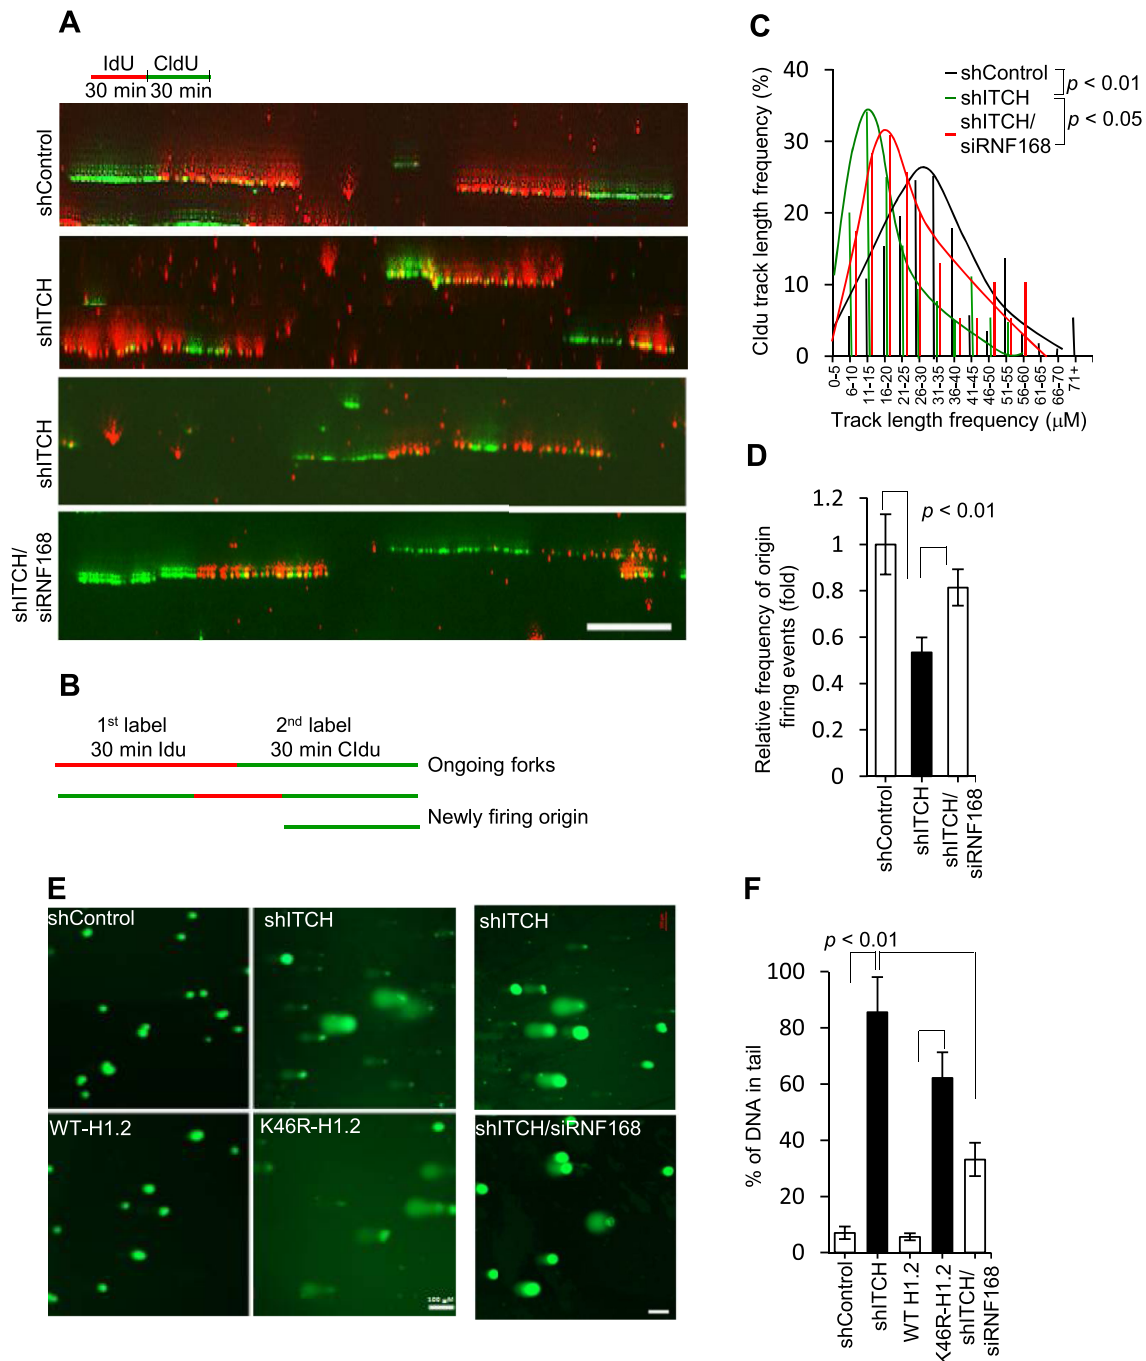 A
IdU CldU
30 min 30 min
shControl
shITCH
shITCH
shITCH/
siRNF168
B
1st label
30 min Idu
2nd label
30 min Cldu
Ongoing forks
Newly firing origin
C
Cldu track length frequency (%)
40
30
20
10
0
shControl
shITCH
shITCH/
siRNF168
p < 0.01
p < 0.05
0-5
6-10
11-15
16-20
21-25
26-30
31-35
36-40
41-45
46-50
51-55
56-60
61-65
66-70
71+
Track length frequency (µM)
D
Relative frequency of origin
firing events (fold)
1.2
1
0.8
0.6
0.4
0.2
0
p < 0.01
shControl
shITCH
shITCH/
siRNF168
E
shControl
shITCH
shITCH
WT-H1.2
K46R-H1.2
shITCH/siRNF168
100 µM
F
% of DNA in tail
p < 0.01
100
80
60
40
20
0
shControl
shITCH
WT H1.2
K46R-H1.2
shITCH/
siRNF168